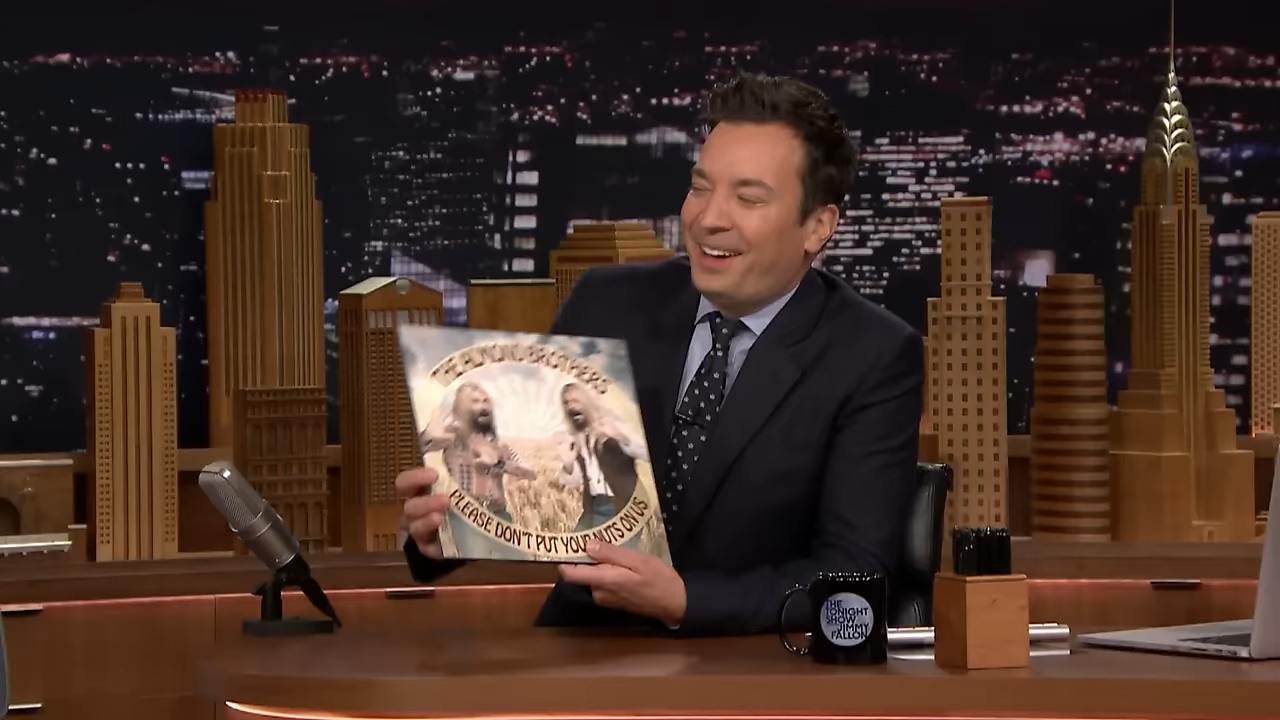 THE ALMOND BROTHERS
PLEASE DON'T PUT YOUR NUTS ON US
THE
TONIGHT
SHOW
JIMMY
FALLON